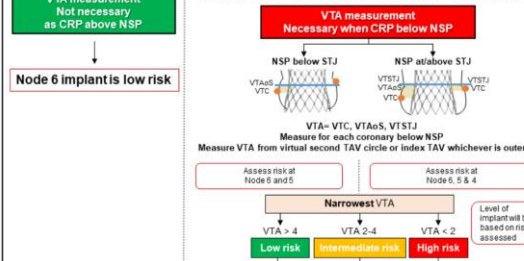 VTA measurement
Not necessary
as CRP above NSP
Node 6 implant is low risk
VTA measurement
Necessary when CRP below NSP
NSP below STJ
NSP at/above STJ
VTAoS
VTC
VTSTJ
VTAoS
VTC
VTSTJ
VTC
VTA= VTC, VTAoS, VTSTJ
Measure for each coronary below NSP
Measure VTA from virtual second TAV circle or index TAV whichever is outer
Assess risk at
Node 6 and 5
Assess risk at
Node 6, 5 & 4
Narrowest VTA
Level of
implant will be
based on risk
assessed
VTA > 4
VTA 2-4
VTA < 2
Low risk
Intermediate risk
High risk